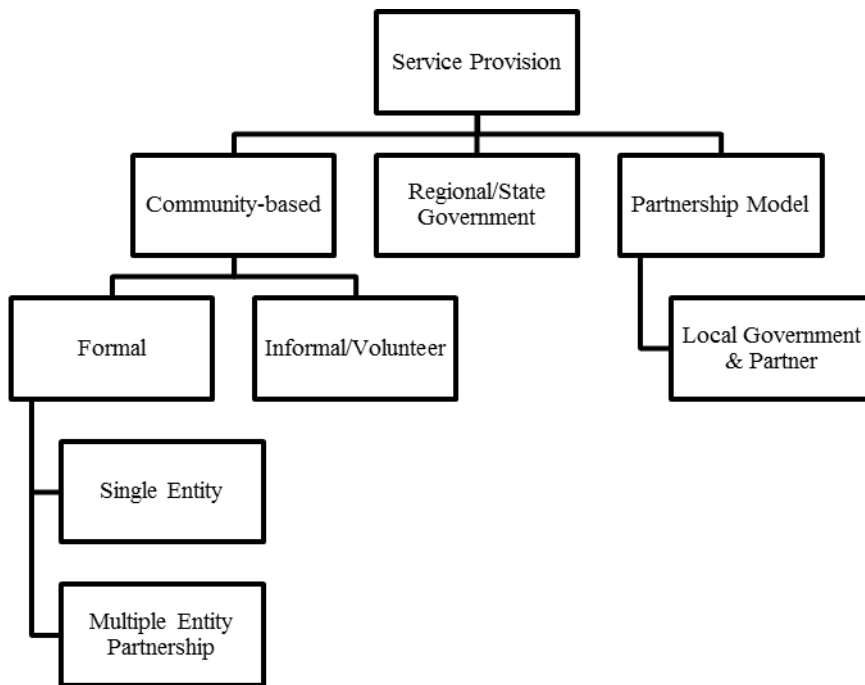 Service Provision
Community-based
Regional/State
Government
Partnership Model
Formal
Informal/Volunteer
Local Government
& Partner
Single Entity
Multiple Entity
Partnership